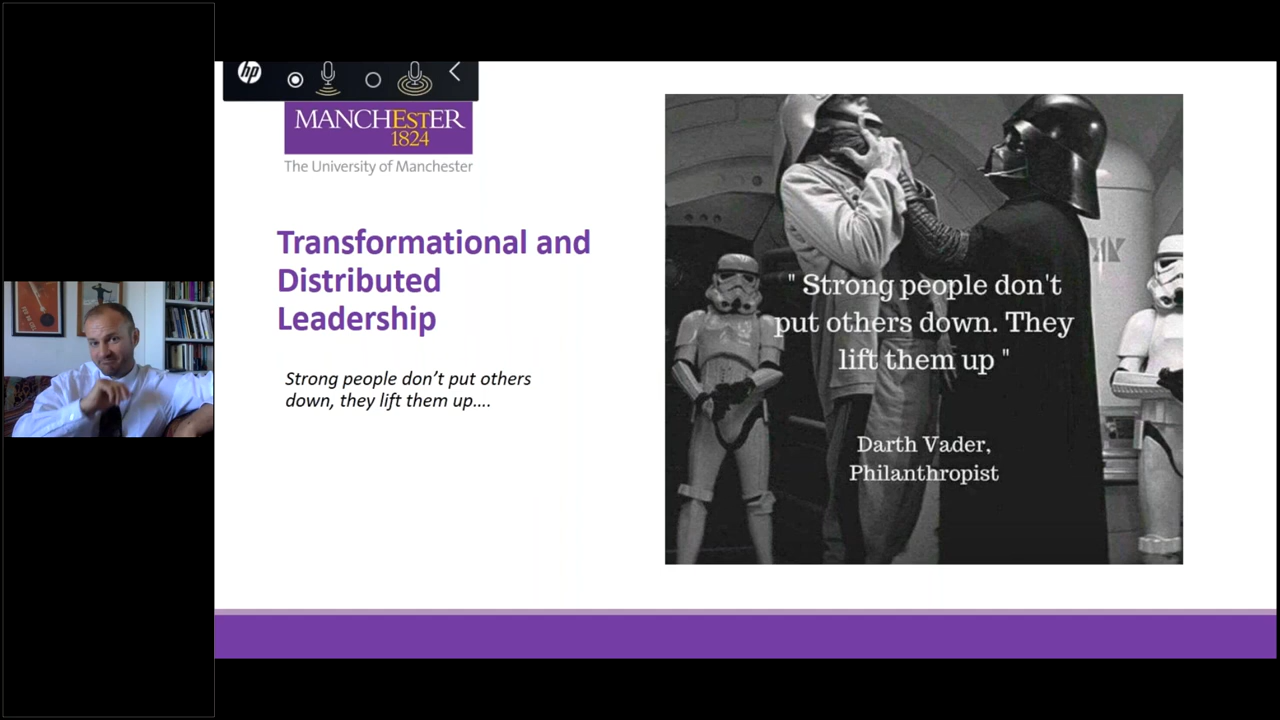 hp
MANCHESTER
1824
The University of Manchester
Transformational and
Distributed
Leadership
Strong people don’t put others
down, they lift them up....
" Strong people don't
put others down. They
lift them up "
Darth Vader,
Philanthropist